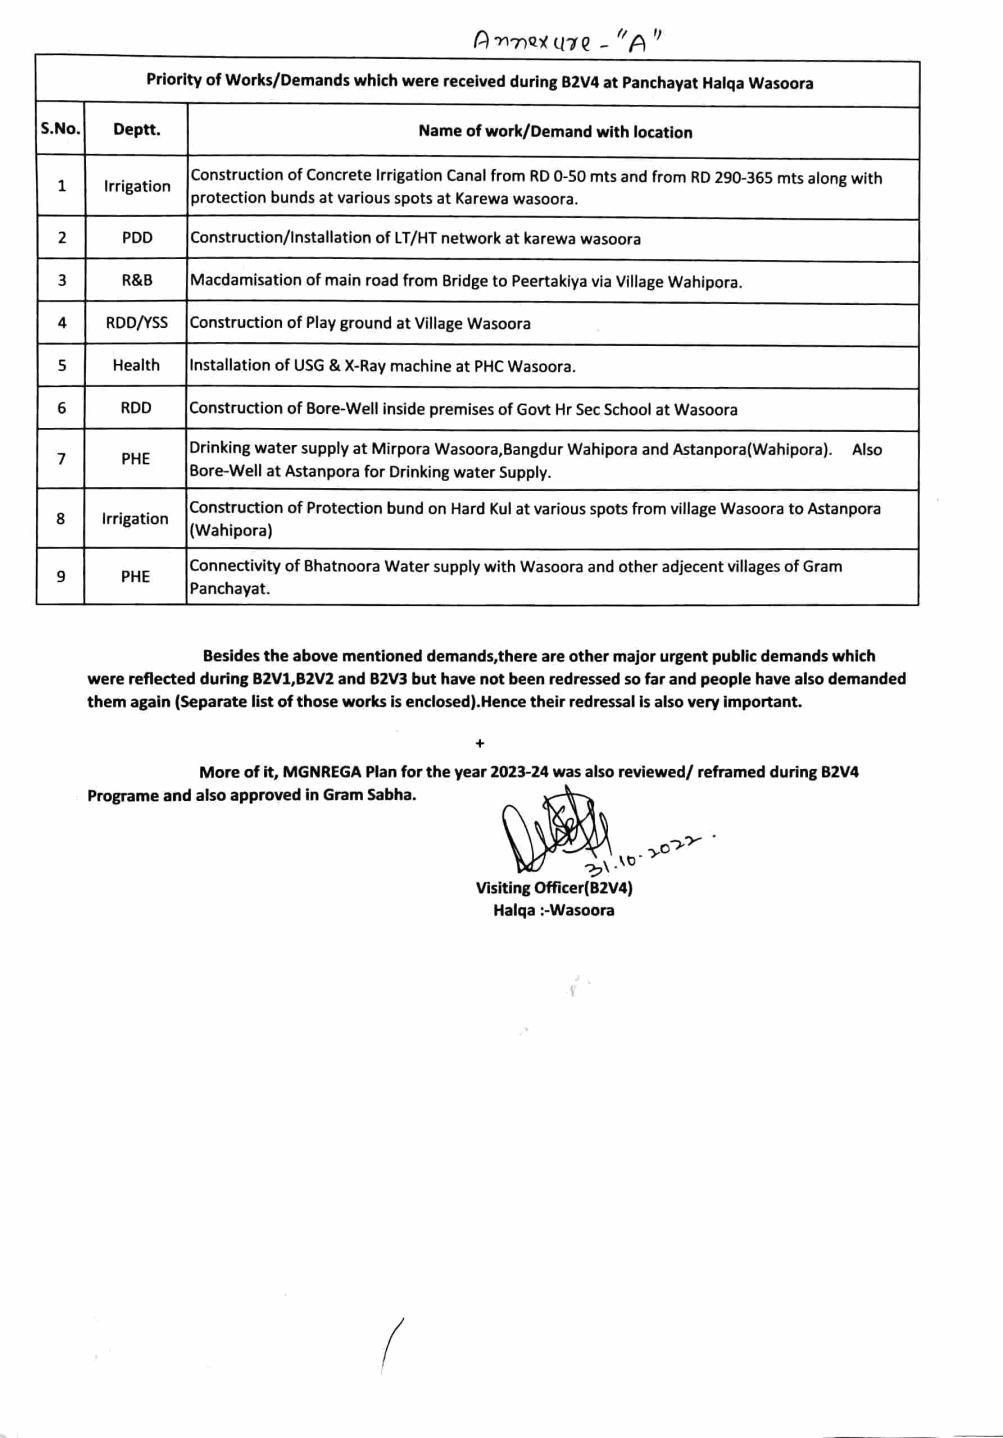 Annexure - "A"
Priority of Works/Demands which were received during B2V4 at Panchayat Halqa Wasoora
S.No. Deptt. Name of work/Demand with location
1 Irrigation Construction of Concrete Irrigation Canal from RD 0-50 mts and from RD 290-365 mts along with
protection bunds at various spots at Karewa wasoora.
2 PDD Construction/Installation of LT/HT network at karewa wasoora
3 R&B Macdamisation of main road from Bridge to Peertakiya via Village Wahipora.
4 RDD/YSS Construction of Play ground at Village Wasoora
5 Health Installation of USG & X-Ray machine at PHC Wasoora.
6 RDD Construction of Bore-Well inside premises of Govt Hr Sec School at Wasoora
7 PHE Drinking water supply at Mirpora Wasoora,Bangdur Wahipora and Astanpora(Wahipora). Also
Bore-Well at Astanpora for Drinking water Supply.
8 Irrigation Construction of Protection bund on Hard Kul at various spots from village Wasoora to Astanpora
(Wahipora)
9 PHE Connectivity of Bhatnoora Water supply with Wasoora and other adjecent villages of Gram
Panchayat.
Besides the above mentioned demands,there are other major urgent public demands which
were reflected during B2V1,B2V2 and B2V3 but have not been redressed so far and people have also demanded
them again (Separate list of those works is enclosed).Hence their redressal is also very important.
+
More of it, MGNREGA Plan for the year 2023-24 was also reviewed/ reframed during B2V4
Programe and also approved in Gram Sabha.
31.10.2022.
Visiting Officer(B2V4)
Halqa :-Wasoora